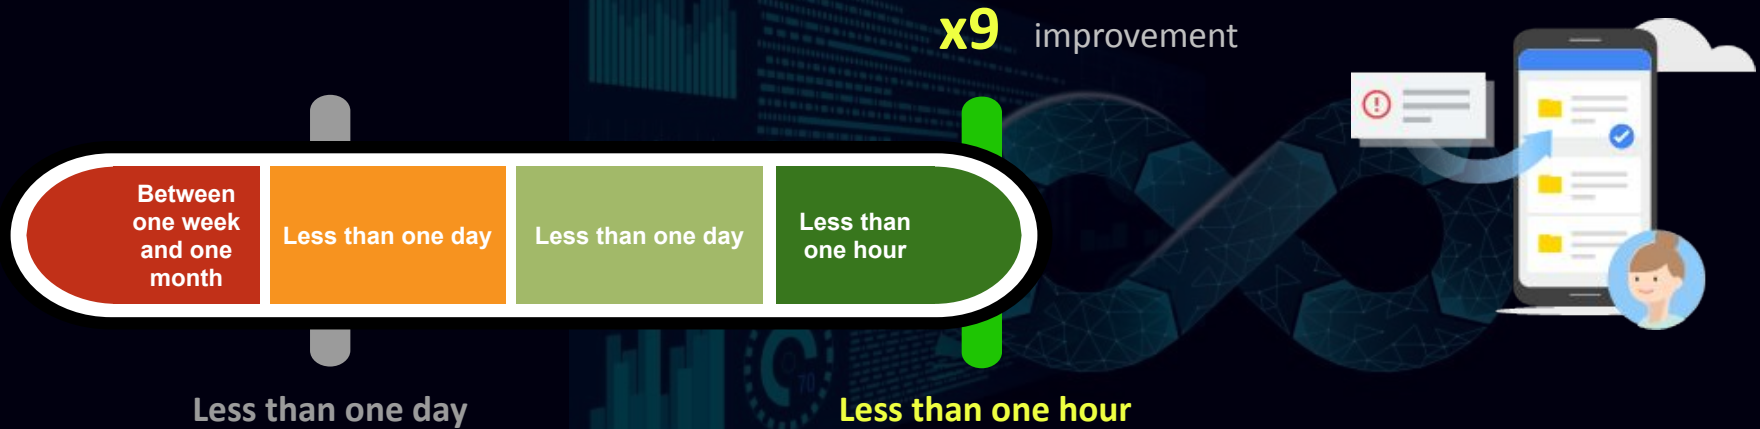 x9 improvement
Between
one week
and one
month
Less than one day
Less than one day
Less than
one hour
70
Less than one day
Less than one hour